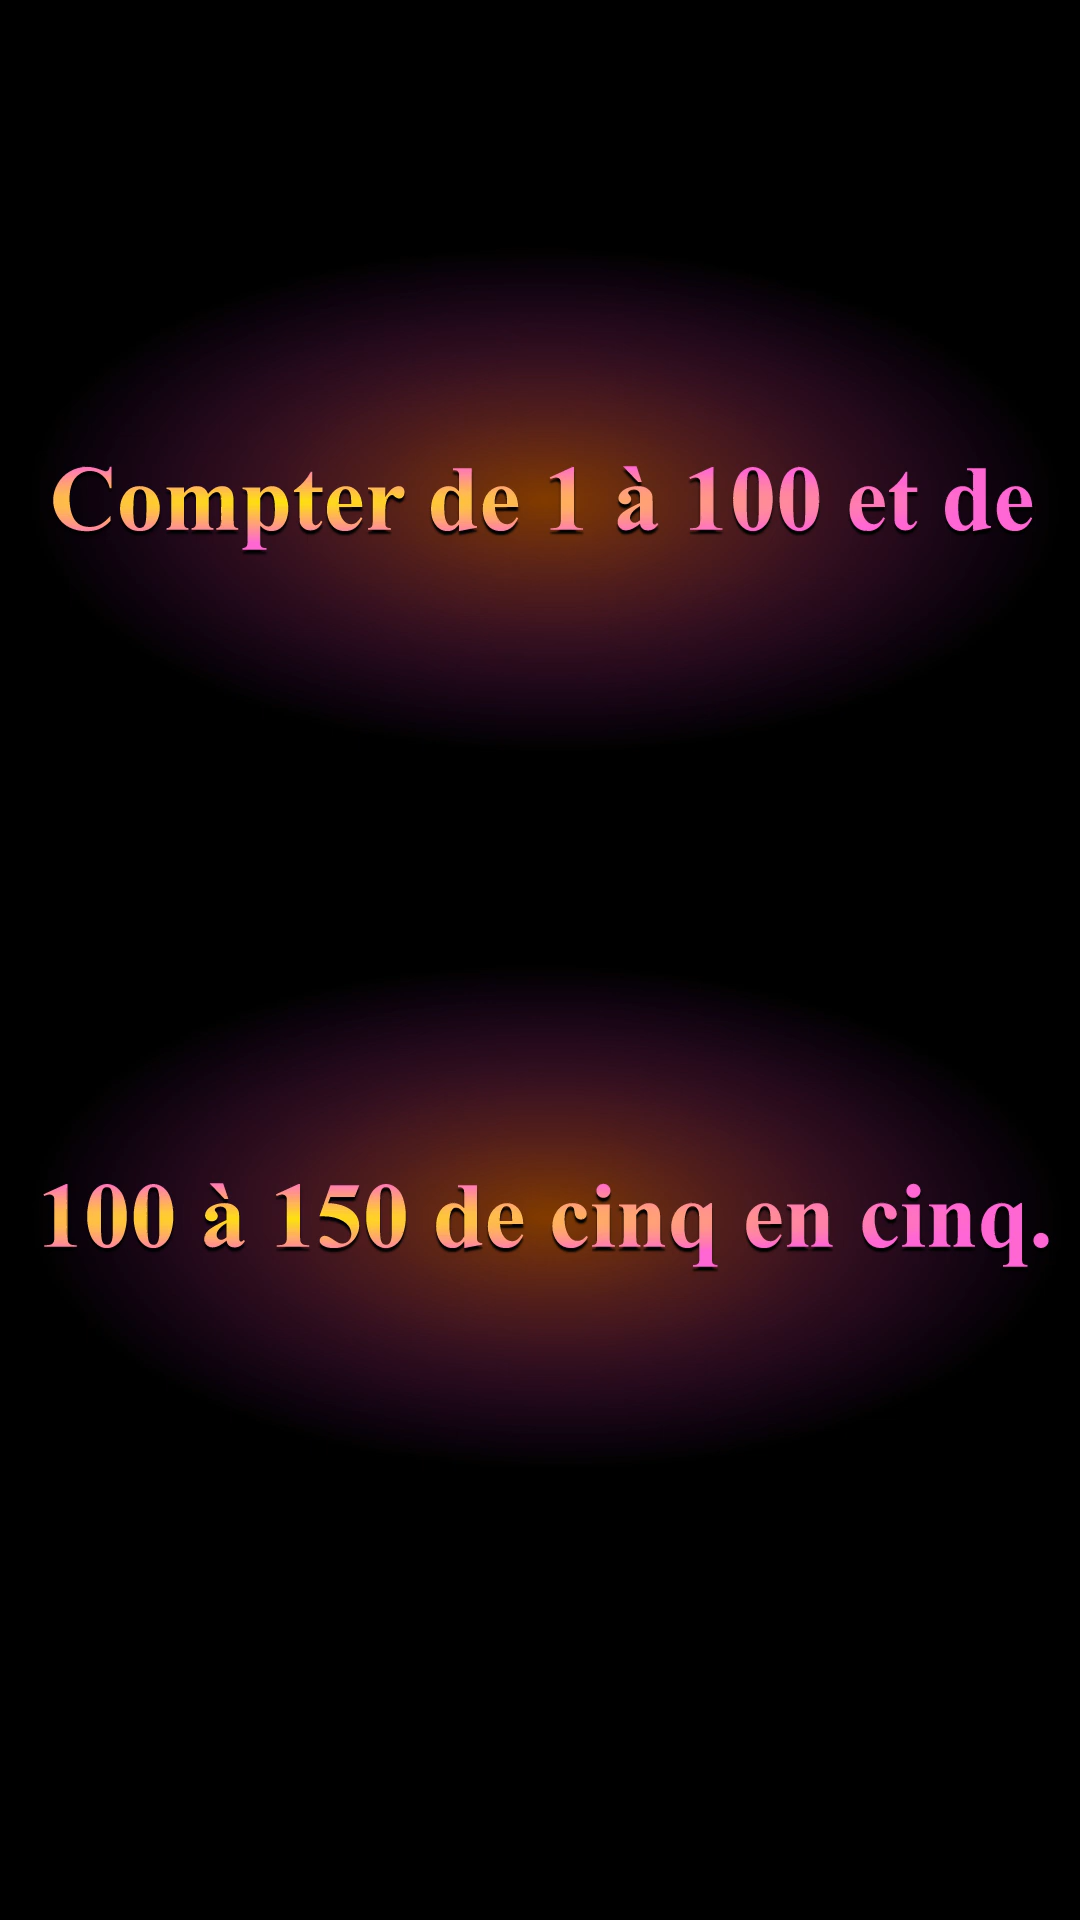 Compter de 1 à 100 et de
100 à 150 de cinq en cinq.